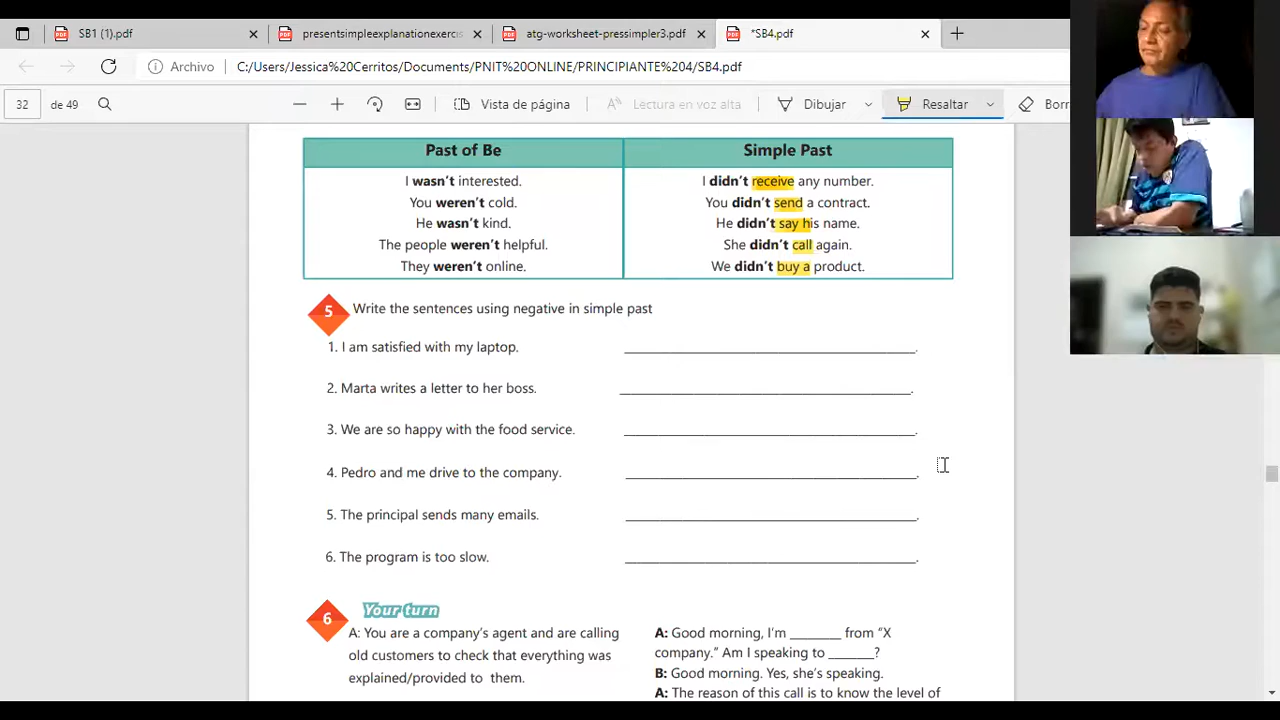 SB1 (1).pdf
presentsimpleexplanationexercis
atg-worksheet-pressimpler3.pdf
*SB4.pdf
Archivo
C:/Users/Jessica%20Cerritos/Documents/PNIT%20ONLINE/PRINCIPIANTE%204/SB4.pdf
32
de 49
Vista de página
Lectura en voz alta
Dibujar
Resaltar
Borr
Past of Be
Simple Past
I wasn't interested.
I didn't receive any number.
You weren't cold.
You didn't send a contract.
He wasn't kind.
He didn't say his name.
The people weren't helpful.
She didn't call again.
They weren't online.
We didn't buy a product.
5 Write the sentences using negative in simple past
1. I am satisfied with my laptop. ____________________.
2. Marta writes a letter to her boss. ____________________.
3. We are so happy with the food service. ____________________.
4. Pedro and me drive to the company. ____________________.
5. The principal sends many emails. ____________________.
6. The program is too slow. ____________________.
6 Your turn
A: You are a company's agent and are calling
old customers to check that everything was
explained/provided to them.
A: Good morning, I'm ________ from "X
company." Am I speaking to _______?
B: Good morning. Yes, she's speaking.
A: The reason of this call is to know the level of